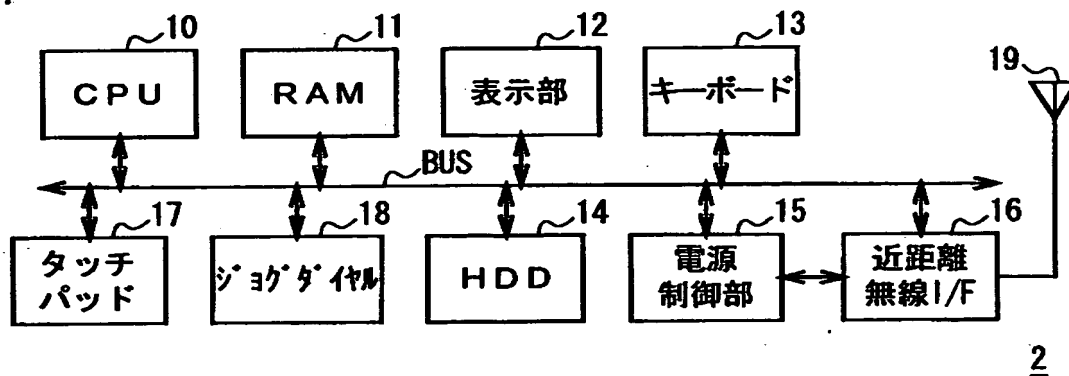 10
CPU
11
RAM
12
表示部
13
キーボード
19
BUS
17
タッチ
パッド
18
ジョグダイヤル
14
HDD
15
電源
制御部
16
近距離
無線I/F
2